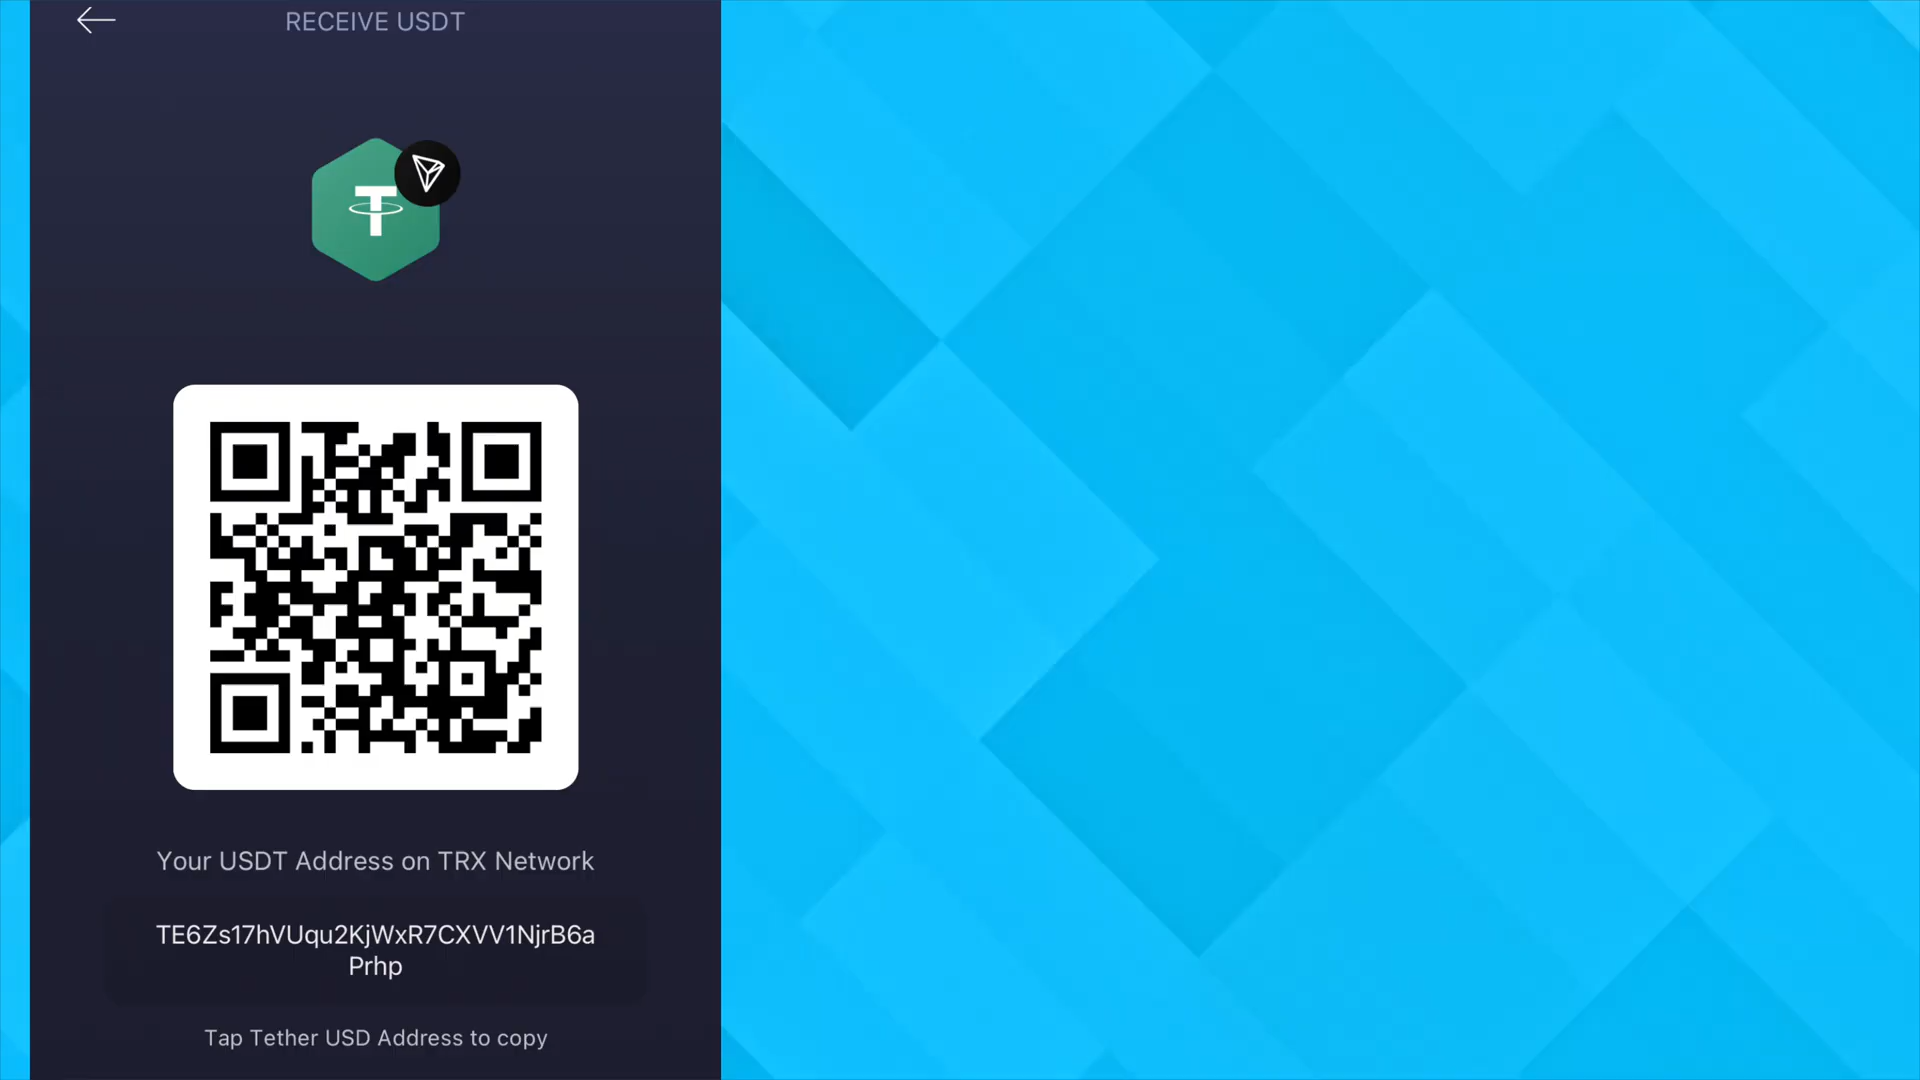 RECEIVE USDT
Your USDT Address on TRX Network
TE6Zs17hVUqu2KjWxR7CXVV1NjrB6a
Prhp
Tap Tether USD Address to copy